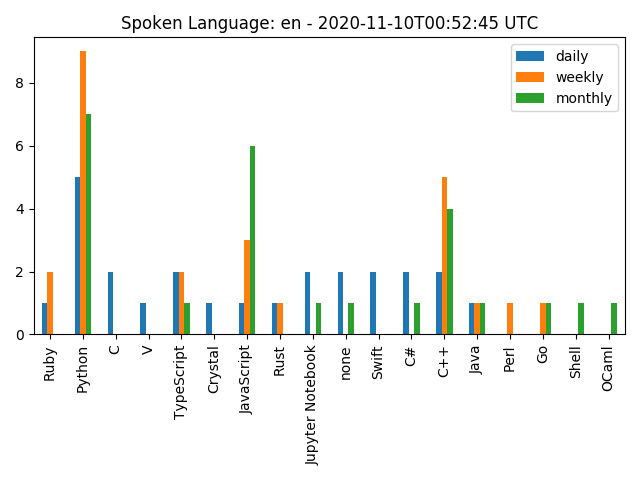 Spoken Language: en - 2020-11-10T00:52:45 UTC
daily
weekly
monthly
8
6
4
2
0
Ruby
Python
C
V
TypeScript
Crystal
JavaScript
Rust
Jupyter Notebook
none
Swift
C#
C++
Java
Perl
Go
Shell
OCaml